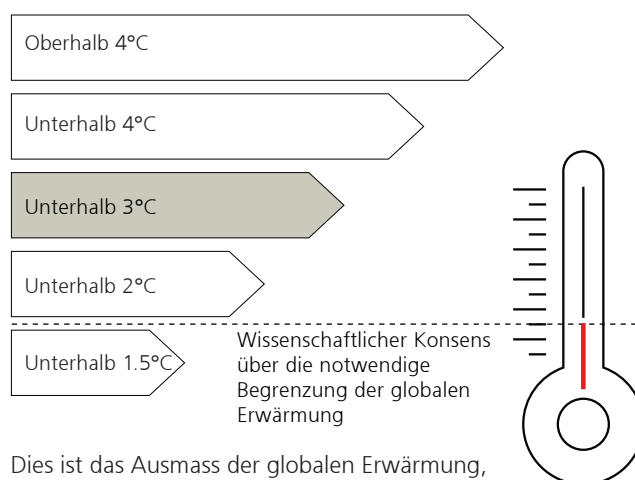 Oberhalb 4°C
Unterhalb 4°C
Unterhalb 3°C
Unterhalb 2°C
Unterhalb 1.5°C
Wissenschaftlicher Konsens
über die notwendige
Begrenzung der globalen
Erwärmung
Dies ist das Ausmass der globalen Erwärmung,